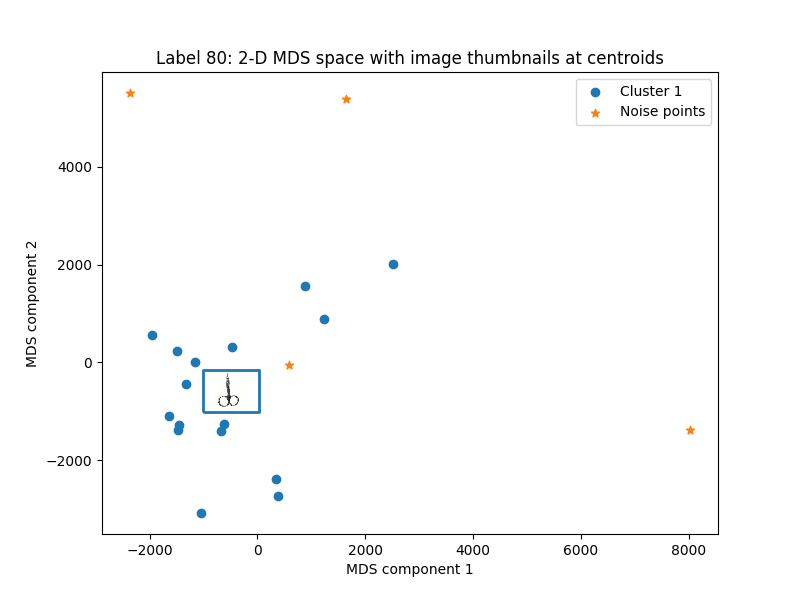 Label 80: 2-D MDS space with image thumbnails at centroids
Cluster 1
Noise points
4000
2000
0
−2000
MDS component 2
−2000 0 2000 4000 6000 8000
MDS component 1